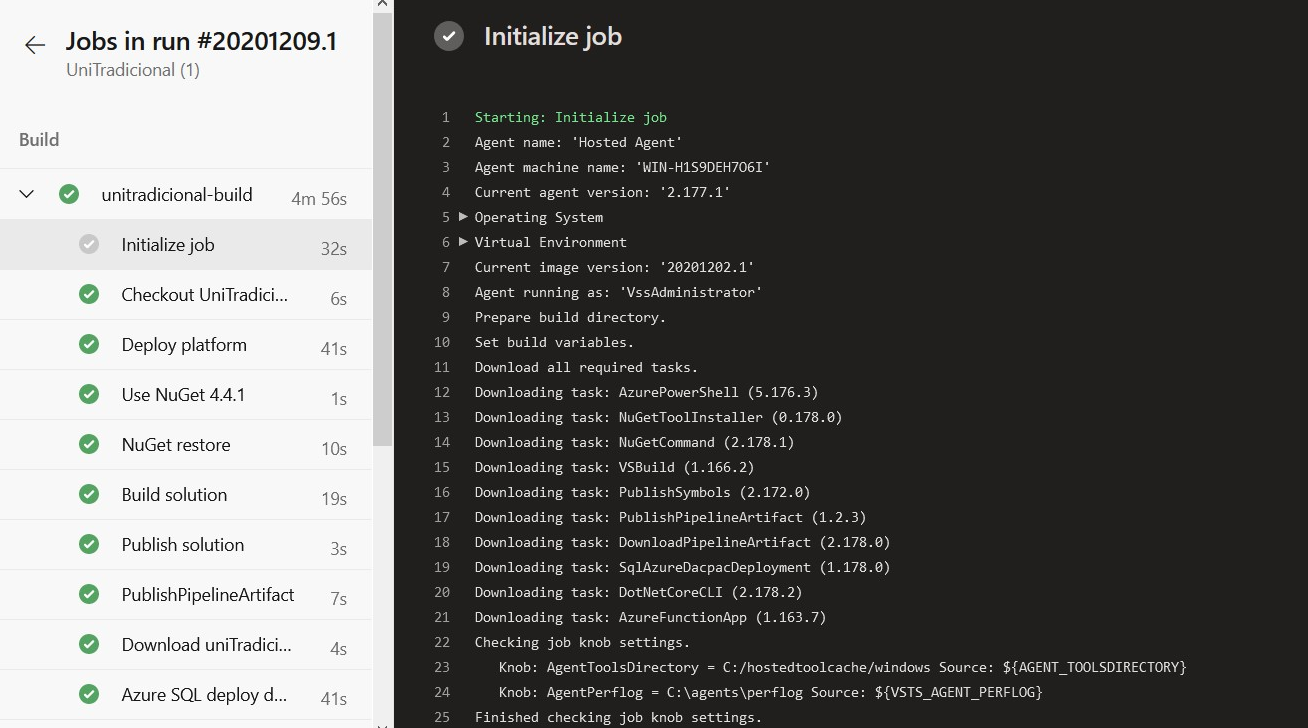 Jobs in run #20201209.1
UniTradicional (1)
Build
unitradicional-build 4m 56s
Initialize job 32s
Checkout UniTradici... 6s
Deploy platform 41s
Use NuGet 4.4.1 1s
NuGet restore 10s
Build solution 19s
Publish solution 3s
PublishPipelineArtifact 7s
Download uniTradici... 4s
Azure SQL deploy d... 41s
Initialize job
1 Starting: Initialize job
2 Agent name: 'Hosted Agent'
3 Agent machine name: 'WIN-H1S9DEH7O6I'
4 Current agent version: '2.177.1'
5 Operating System
6 Virtual Environment
7 Current image version: '20201202.1'
8 Agent running as: 'VssAdministrator'
9 Prepare build directory.
10 Set build variables.
11 Download all required tasks.
12 Downloading task: AzurePowerShell (5.176.3)
13 Downloading task: NuGetToolInstaller (0.178.0)
14 Downloading task: NuGetCommand (2.178.1)
15 Downloading task: VSBuild (1.166.2)
16 Downloading task: PublishSymbols (2.172.0)
17 Downloading task: PublishPipelineArtifact (1.2.3)
18 Downloading task: DownloadPipelineArtifact (2.178.0)
19 Downloading task: SqlAzureDacpacDeployment (1.178.0)
20 Downloading task: DotNetCoreCLI (2.178.2)
21 Downloading task: AzureFunctionApp (1.163.7)
22 Checking job knob settings.
23 Knob: AgentToolsDirectory = C:/hostedtoolcache/windows Source: ${AGENT_TOOLSDIRECTORY}
24 Knob: AgentPerflog = C:\agents\perflog Source: ${VSTS_AGENT_PERFLOG}
25 Finished checking job knob settings.